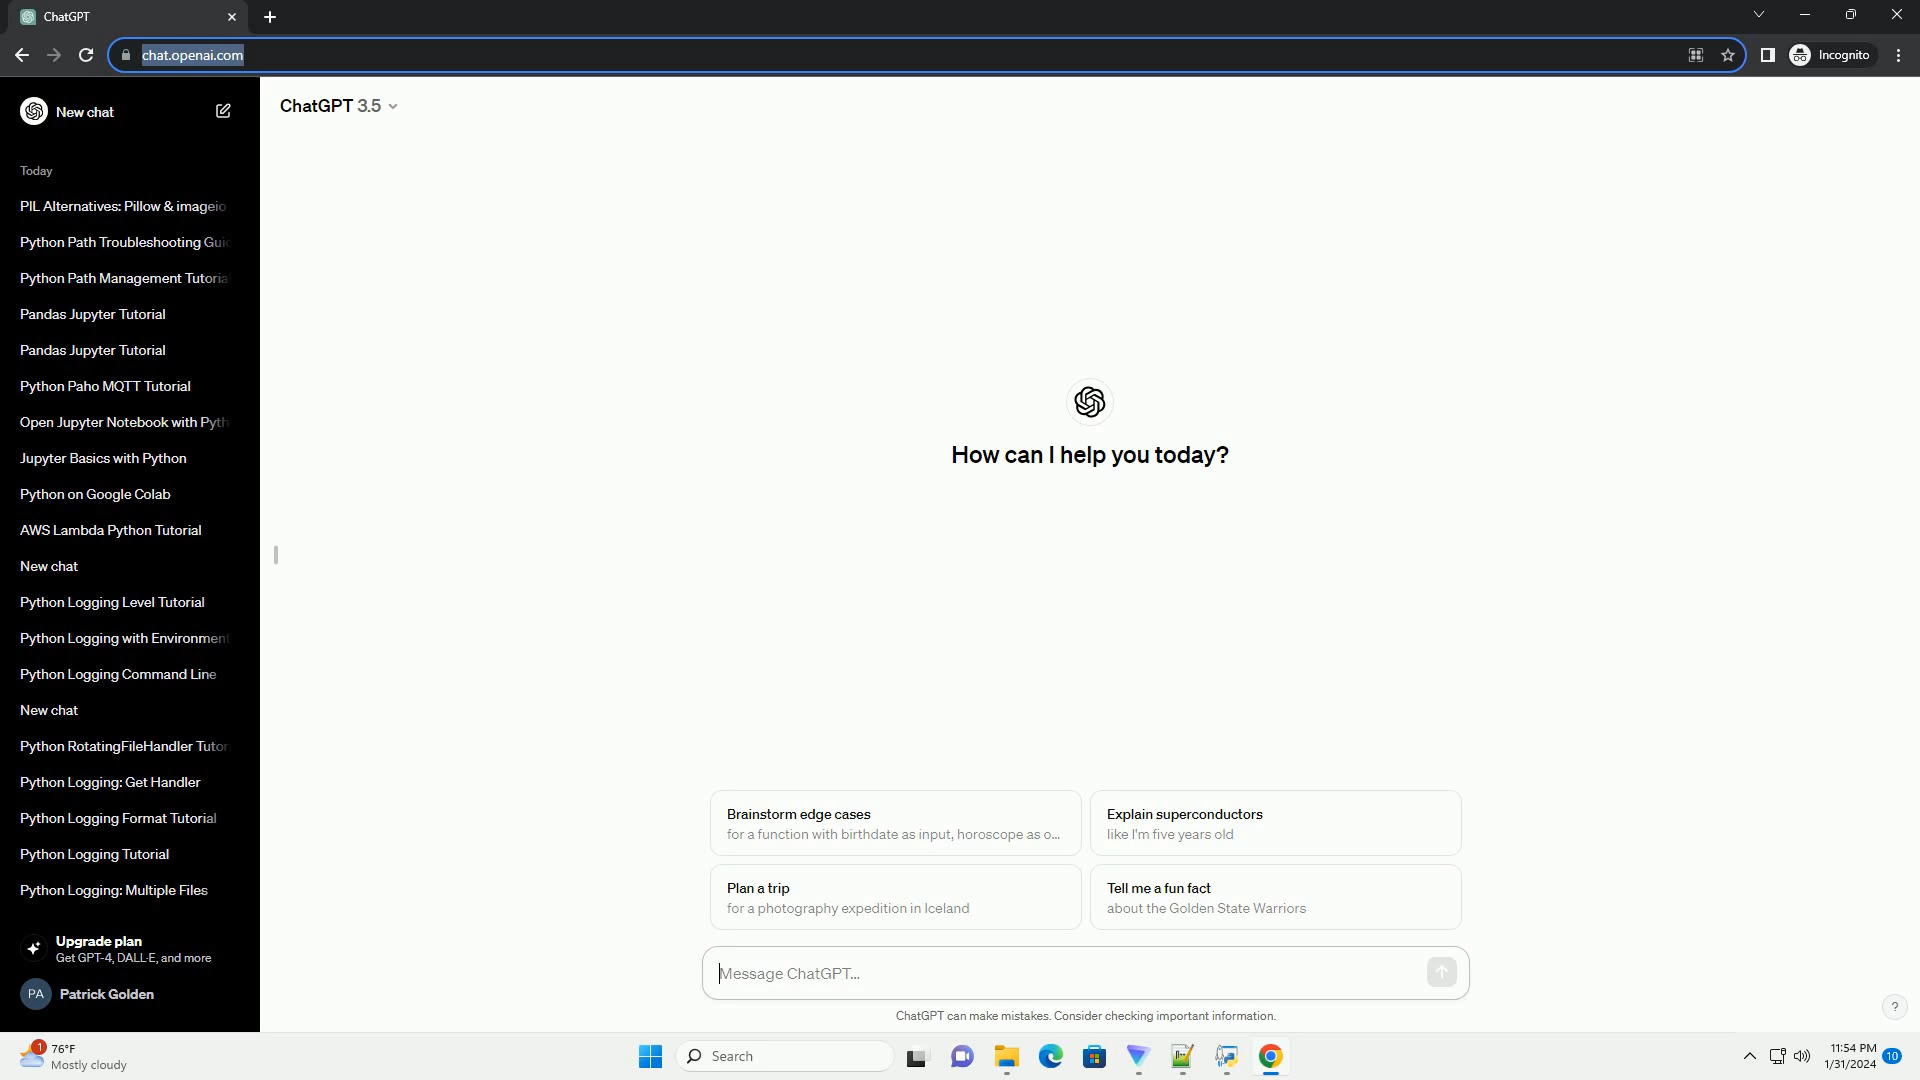 ChatGPT
chat.openai.com
Incognito
New chat
ChatGPT 3.5
Today
PIL Alternatives: Pillow & imageio
Python Path Troubleshooting Gui
Python Path Management Tutoria
Pandas Jupyter Tutorial
Pandas Jupyter Tutorial
Python Paho MQTT Tutorial
Open Jupyter Notebook with Pyth
Jupyter Basics with Python
Python on Google Colab
AWS Lambda Python Tutorial
New chat
Python Logging Level Tutorial
Python Logging with Environment
Python Logging Command Line
New chat
Python RotatingFileHandler Tutor
Python Logging: Get Handler
Python Logging Format Tutorial
Python Logging Tutorial
Python Logging: Multiple Files
Upgrade plan
Get GPT-4, DALL·E, and more
PA Patrick Golden
How can I help you today?
Brainstorm edge cases
for a function with birthdate as input, horoscope as o...
Explain superconductors
like I'm five years old
Plan a trip
for a photography expedition in Iceland
Tell me a fun fact
about the Golden State Warriors
Message ChatGPT...
ChatGPT can make mistakes. Consider checking important information.
?
1
76°F
Mostly cloudy
Search
11:54 PM
1/31/2024
10